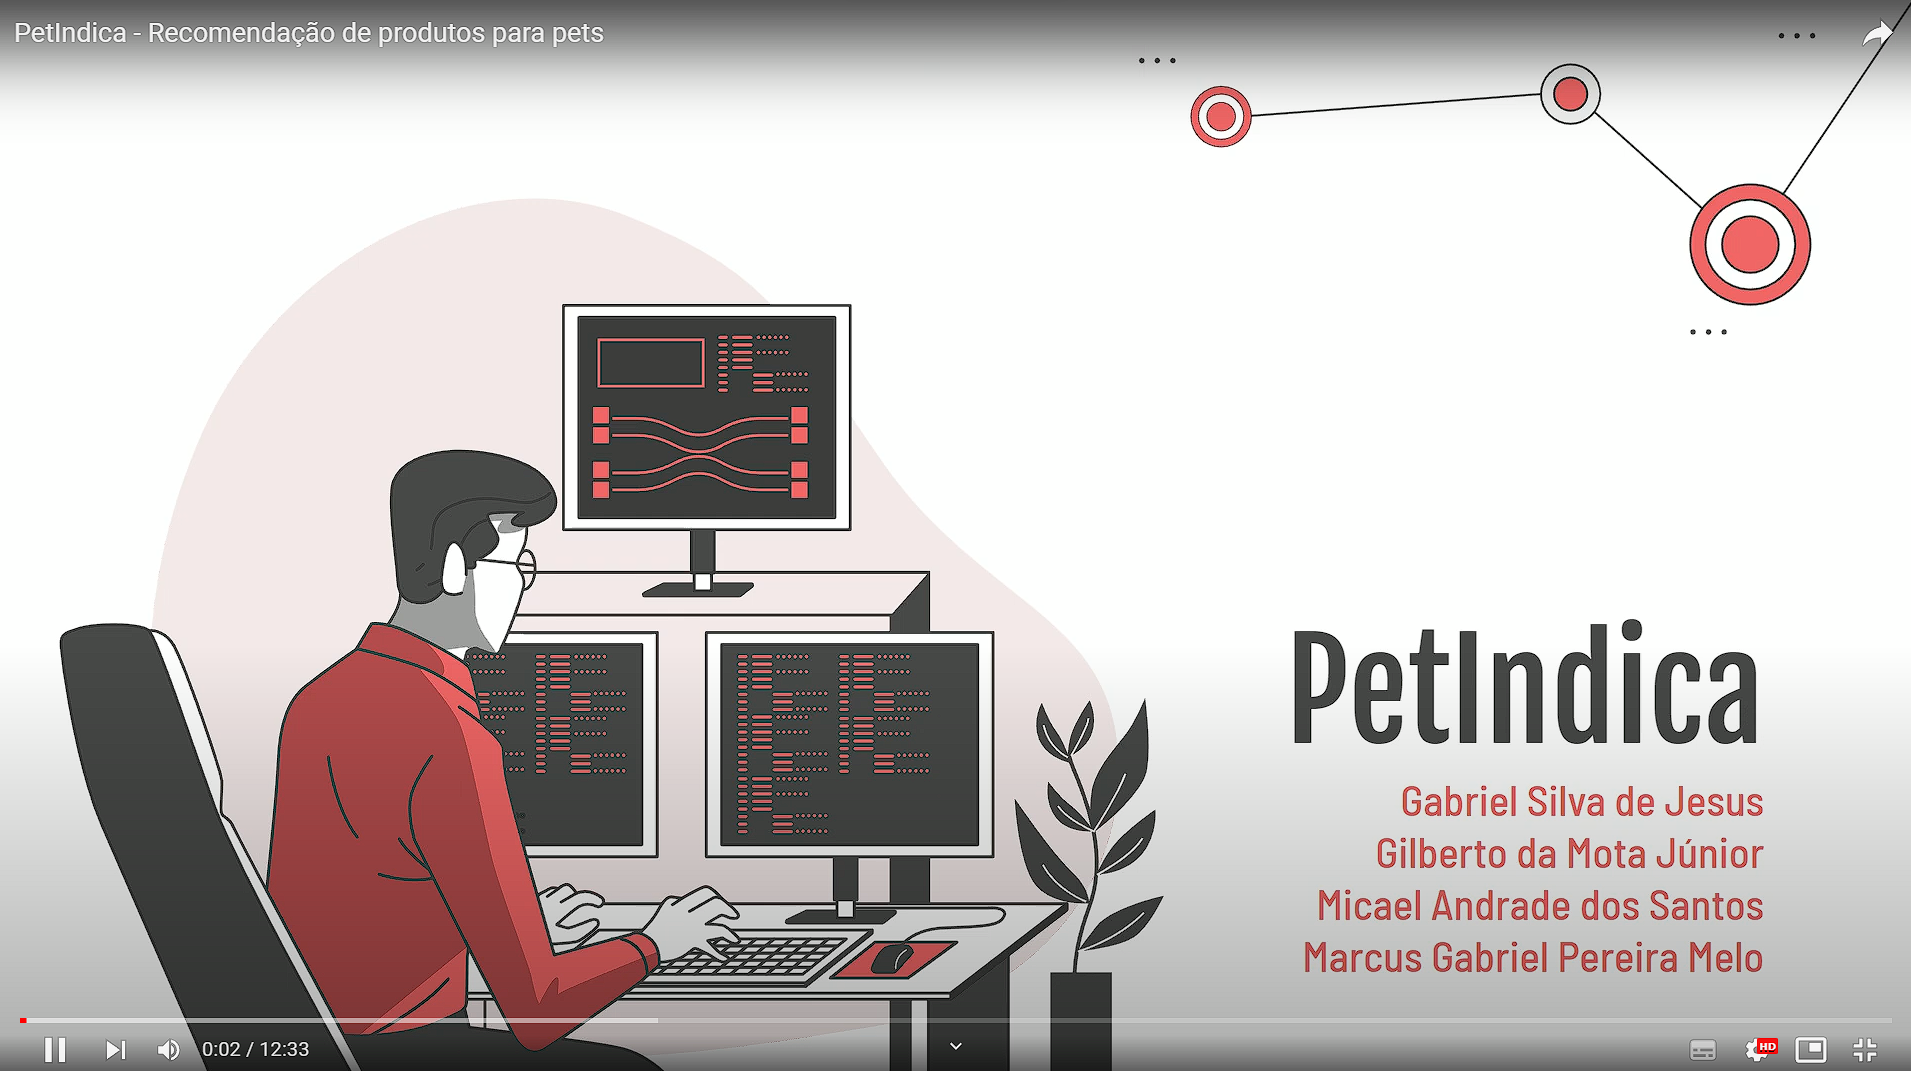 PetIndica - Recomendação de produtos para pets
PetIndica
Gabriel Silva de Jesus
Gilberto da Mota Júnior
Micael Andrade dos Santos
Marcus Gabriel Pereira Melo
0:02 / 12:33
HD